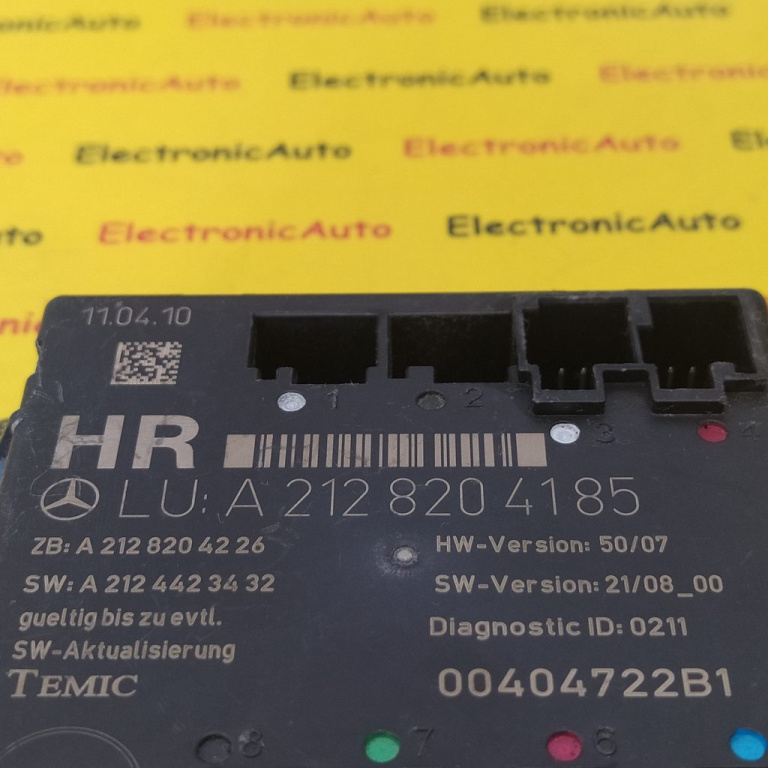 ElectronicAuto ElectronicAuto
ElectronicAuto ElectronicAuto
ElectronicAuto ElectronicAuto
ElectronicAuto ElectronicAuto
11.04.10
1 2 3 4
HR
LU: A 212 820 41 85
ZB: A 212 820 42 26 HW-Version: 50/07
SW: A 212 442 34 32 SW-Version: 21/08_00
gueltig bis zu evtl. Diagnostic ID: 0211
SW-Aktualisierung
TEMIC 00404722B1
8 7 6